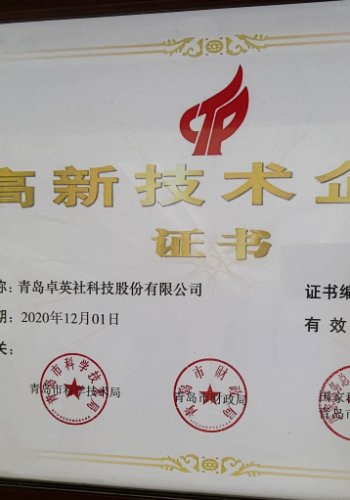 高新技术企
证书
称：青岛卓英社科技股份有限公司
证书编
期：2020年12月01日
有效
关：
青岛市科学技术局
青岛市财政局
国家
青岛市